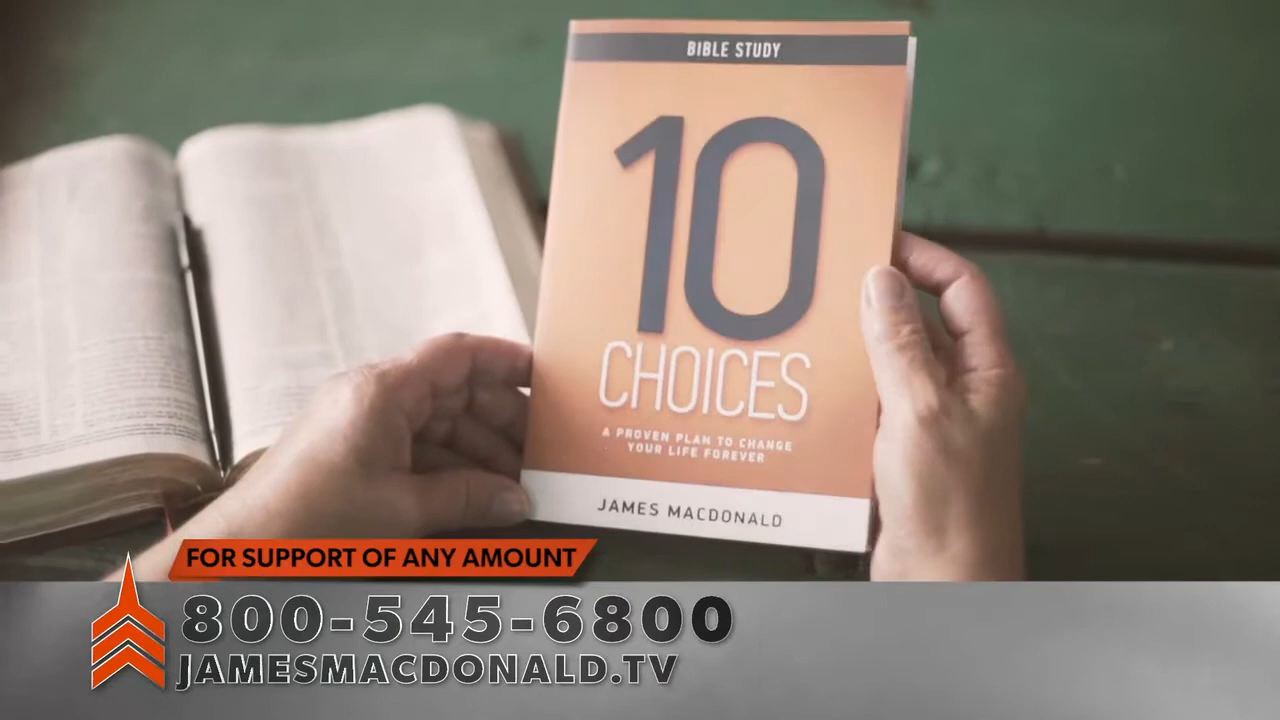 BIBLE STUDY
10
CHOICES
A PROVEN PLAN TO CHANGE
YOUR LIFE FOREVER
JAMES MACDONALD
FOR SUPPORT OF ANY AMOUNT
800-545-6800
JAMESMACDONALD.TV